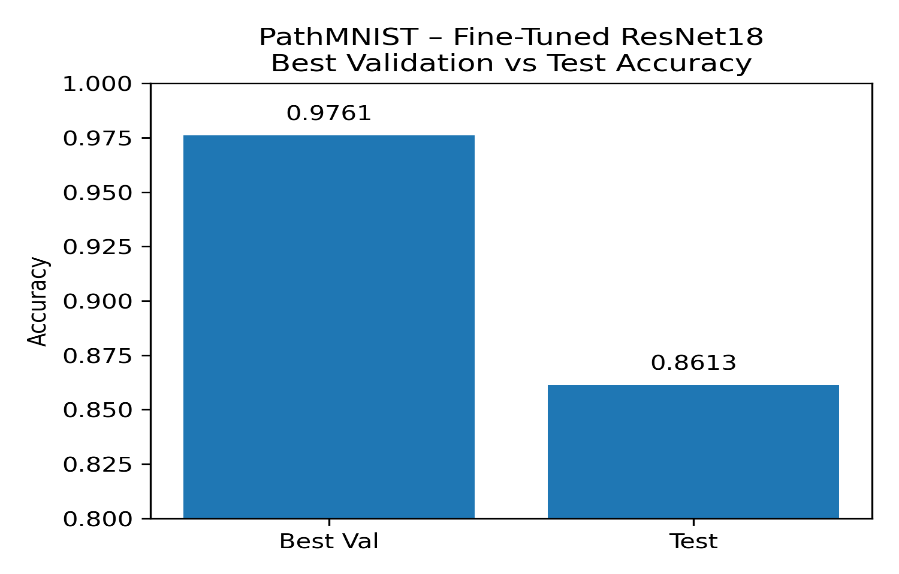 PathMNIST – Fine-Tuned ResNet18
Best Validation vs Test Accuracy
Accuracy
1.000
0.975
0.950
0.925
0.900
0.875
0.850
0.825
0.800
0.9761
0.8613
Best Val
Test